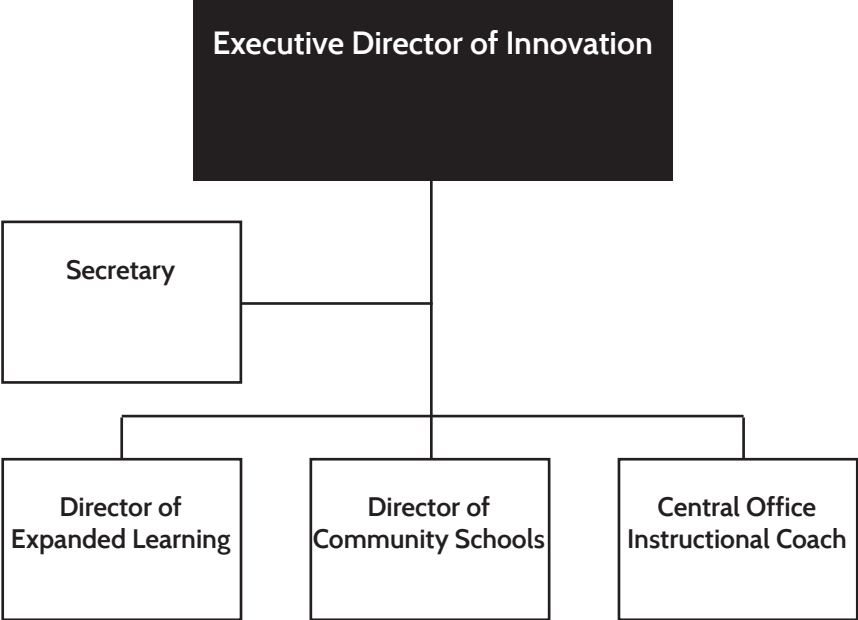 Executive Director of Innovation
Secretary
Director of
Expanded Learning
Director of
Community Schools
Central Office
Instructional Coach